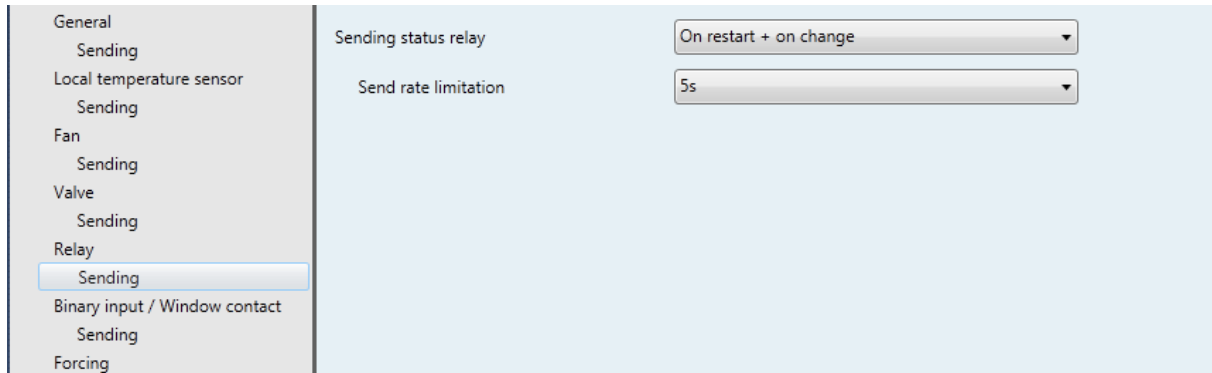 General
Sending
Local temperature sensor
Sending
Fan
Sending
Valve
Sending
Relay
Sending
Binary input / Window contact
Sending
Forcing
Sending status relay
On restart + on change
Send rate limitation
5s